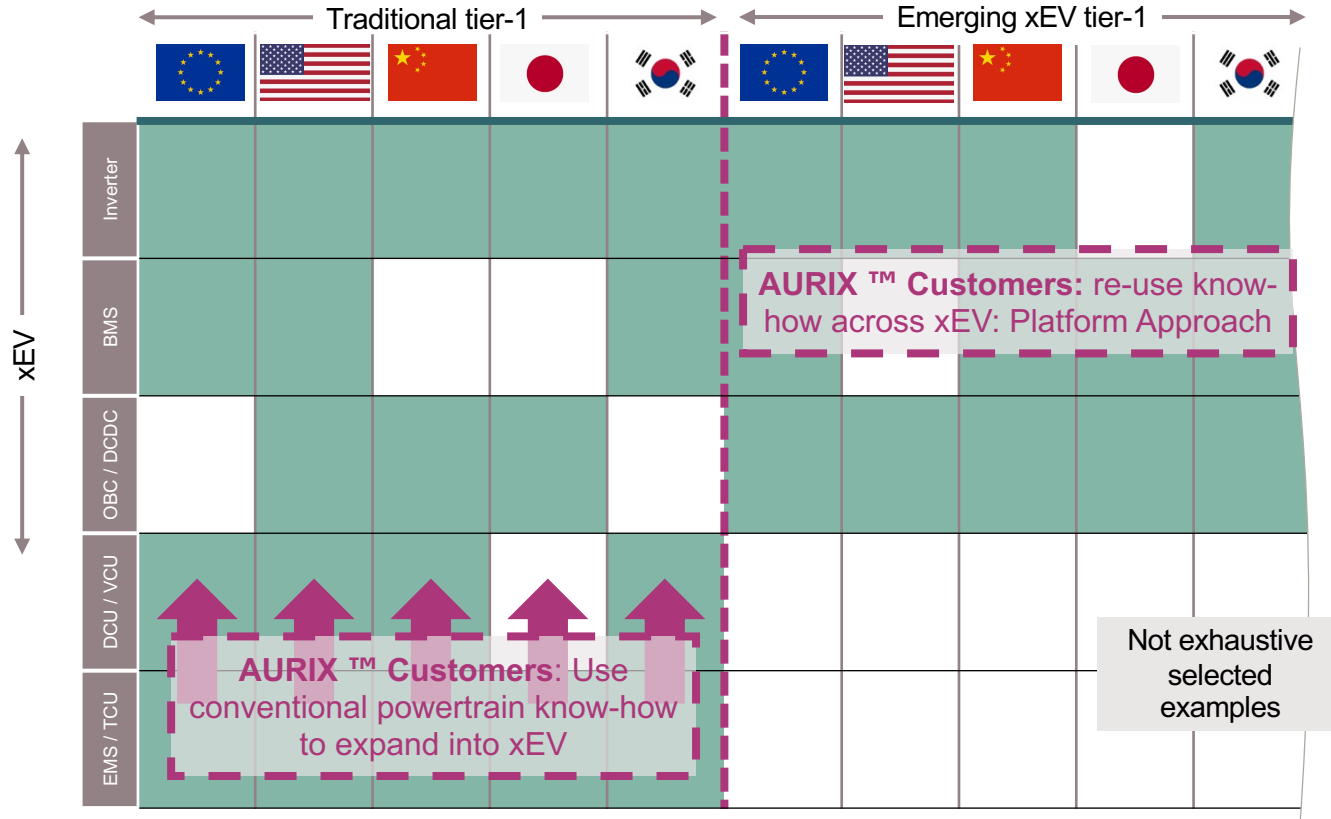 Traditional tier-1
Emerging xEV tier-1
xEV
Inverter
BMS
AURIX ™ Customers: re-use know-
how across xEV: Platform Approach
OBC / DCDC
DCU / VCU
EMS / TCU
AURIX ™ Customers: Use
conventional powertrain know-how
to expand into xEV
Not exhaustive
selected
examples